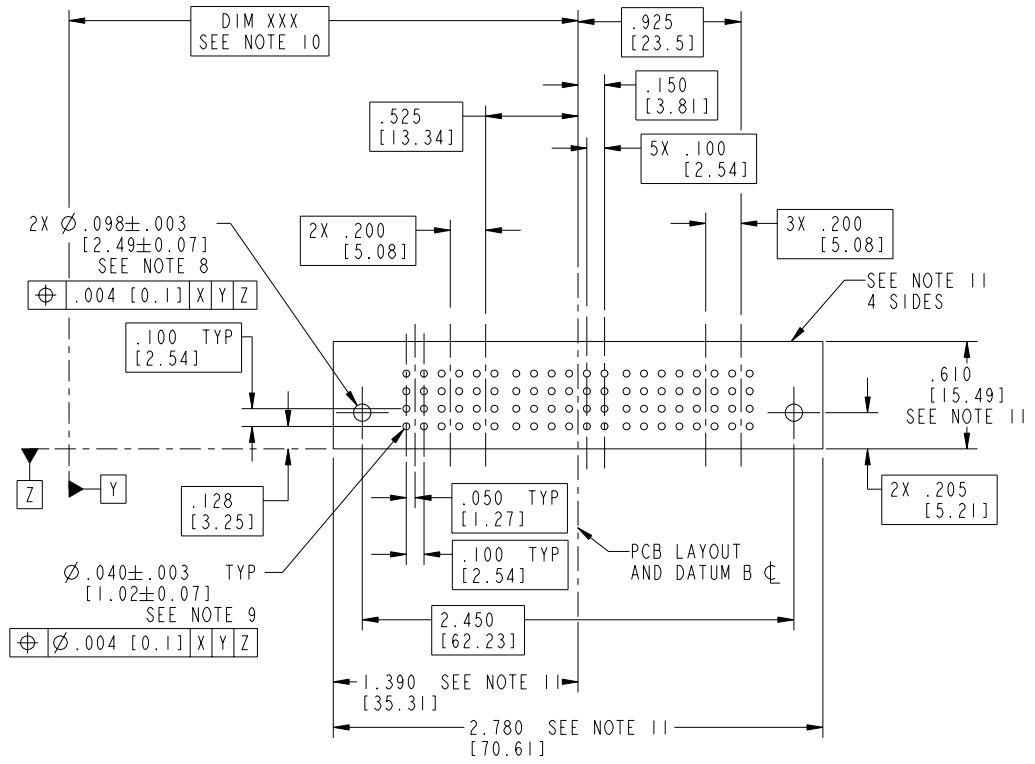 DIM XXX
SEE NOTE 10
.925
[23.5]
.150
[3.81]
.525
[13.34]
5X .100
[2.54]
2X Ø .098±.003
[2.49±0.07]
SEE NOTE 8
⌖ .004 [0.1] X Y Z
2X .200
[5.08]
3X .200
[5.08]
SEE NOTE 11
4 SIDES
.100 TYP
[2.54]
.610
[15.49]
SEE NOTE 11
Z
Y
.128
[3.25]
.050 TYP
[1.27]
2X .205
[5.21]
.100 TYP
[2.54]
PCB LAYOUT
AND DATUM B ℄
Ø.040±.003 TYP
[1.02±0.07]
SEE NOTE 9
⌖ Ø.004 [0.1] X Y Z
2.450
[62.23]
1.390 SEE NOTE 11
[35.31]
2.780 SEE NOTE 11
[70.61]